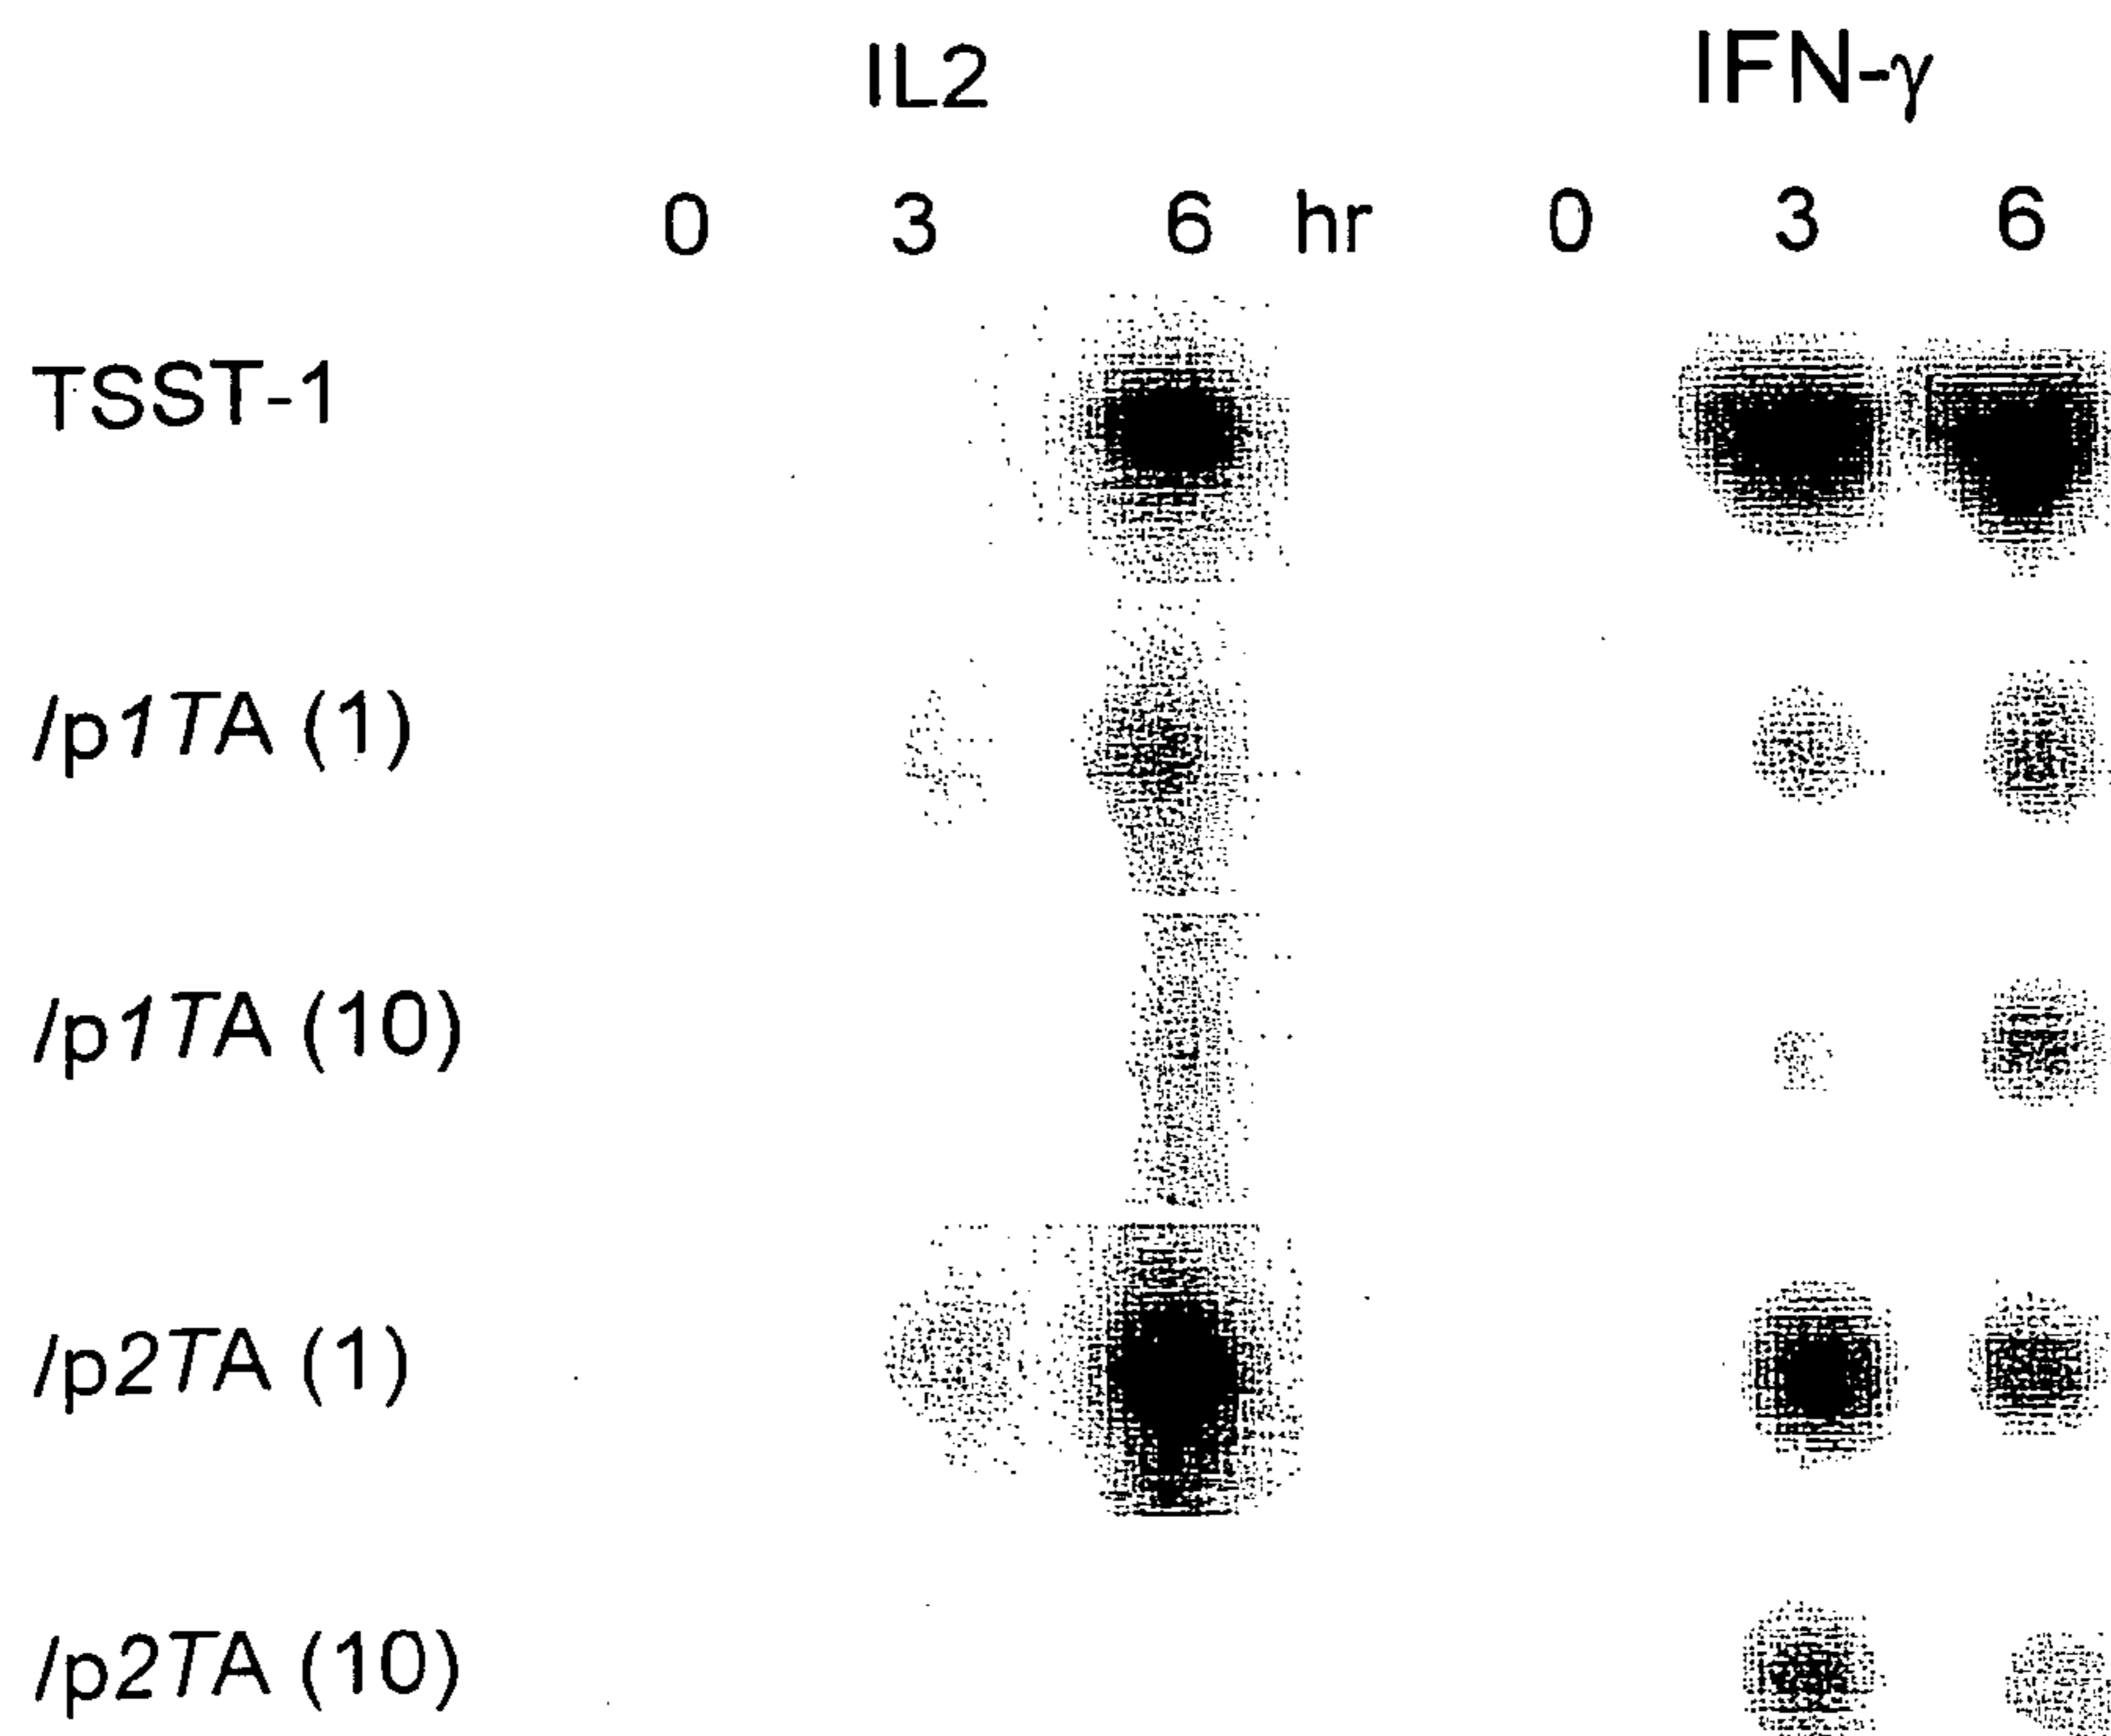 IL2 IFN-γ
0 3 6 hr 0 3 6
TSST-1
/p1TA (1)
/p1TA (10)
/p2TA (1)
/p2TA (10)